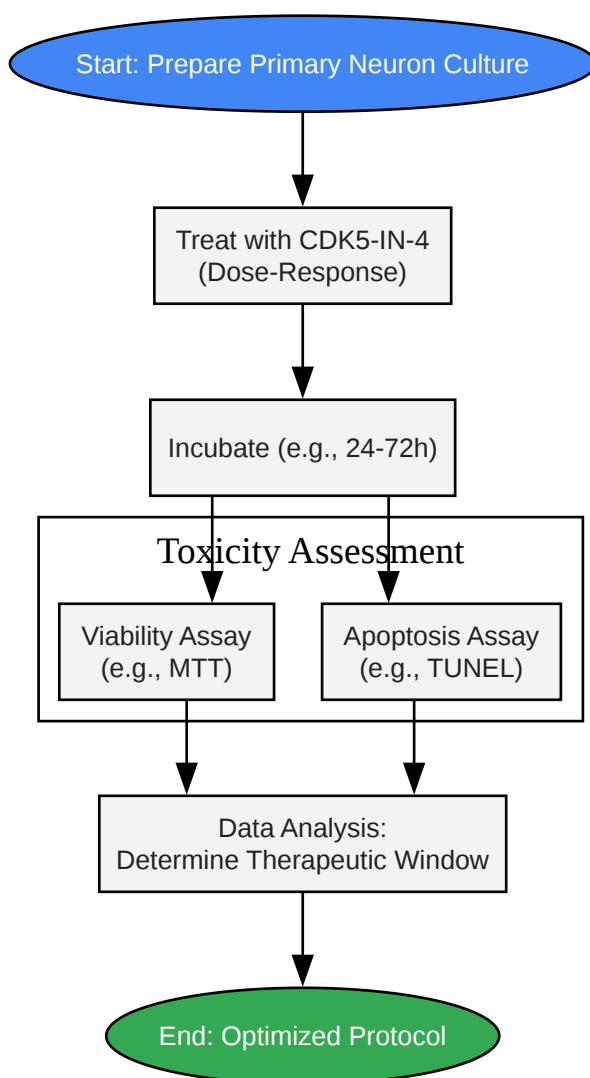 Start: Prepare Primary Neuron Culture
Treat with CDK5-IN-4
(Dose-Response)
Incubate (e.g., 24-72h)
Toxicity Assessment
Viability Assay
(e.g., MTT)
Apoptosis Assay
(e.g., TUNEL)
Data Analysis:
Determine Therapeutic Window
End: Optimized Protocol